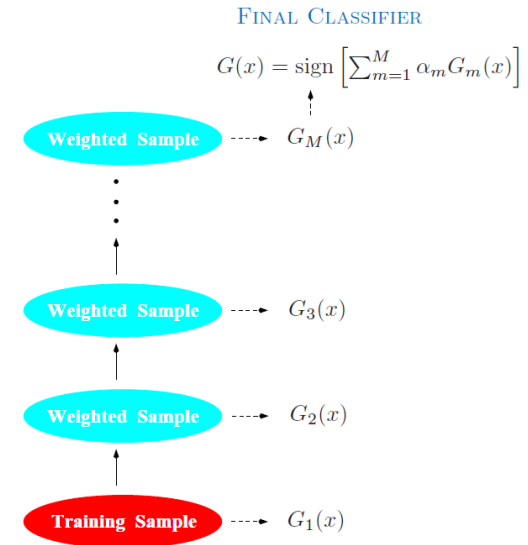 FINAL CLASSIFIER
G(x) = sign [∑_{m=1}^{M} α_m G_m(x)]
Weighted Sample G_M(x)
Weighted Sample G_3(x)
Weighted Sample G_2(x)
Training Sample G_1(x)